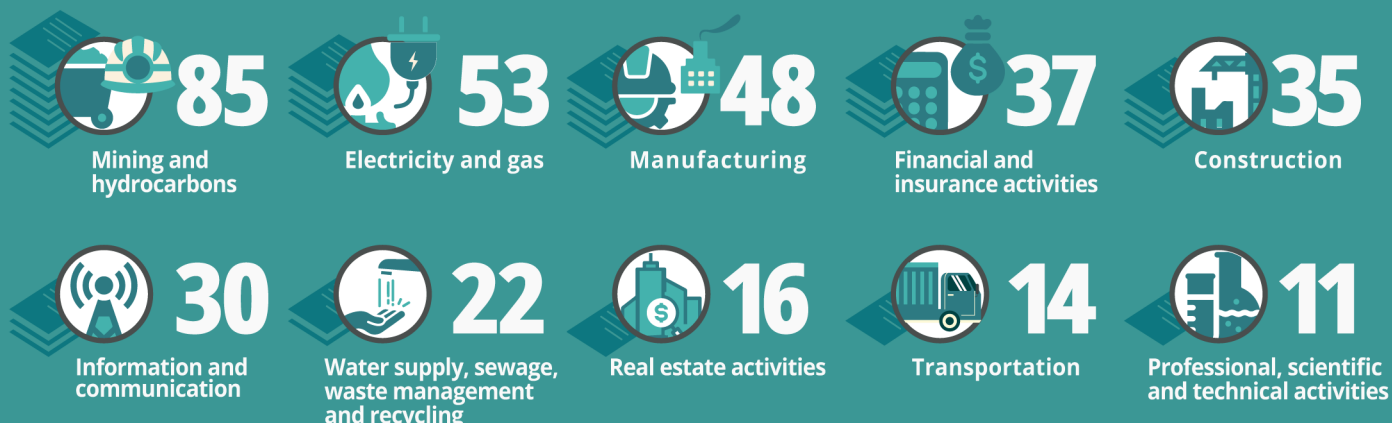 85
Mining and
hydrocarbons
53
Electricity and gas
48
Manufacturing
37
Financial and
insurance activities
35
Construction
30
Information and
communication
22
Water supply, sewage,
waste management
and recycling
$
16
Real estate activities
14
Transportation
11
Professional, scientific
and technical activities